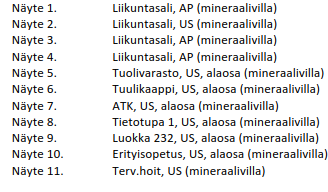 Näyte 1. Liikuntasali, AP (mineraalivilla)
Näyte 2. Liikuntasali, US (mineraalivilla)
Näyte 3. Liikuntasali, AP (mineraalivilla)
Näyte 4. Liikuntasali, AP (mineraalivilla)
Näyte 5. Tuolivarasto, US, alaosa (mineraalivilla)
Näyte 6. Tuulikaappi, US, alaosa (mineraalivilla)
Näyte 7. ATK, US, alaosa (mineraalivilla)
Näyte 8. Tietotupa 1, US, alaosa (mineraalivilla)
Näyte 9. Luokka 232, US, alaosa (mineraalivilla)
Näyte 10. Erityisopetus, US, alaosa (mineraalivilla)
Näyte 11. Terv.hoit, US (mineraalivilla)